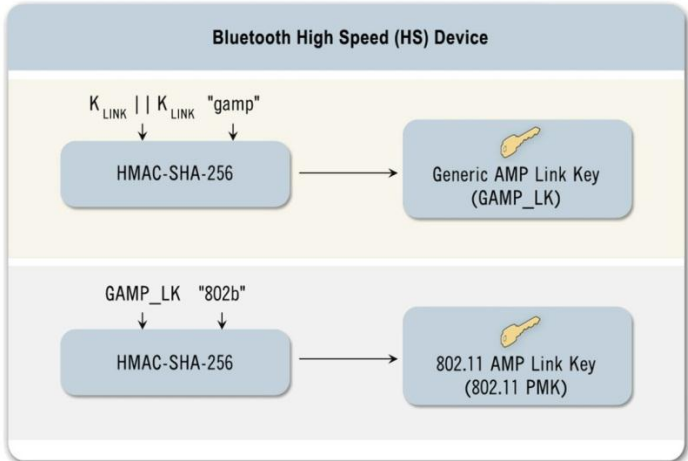 Bluetooth High Speed (HS) Device
K LINK || K LINK "gamp"
HMAC-SHA-256
Generic AMP Link Key
(GAMP_LK)
GAMP_LK "802b"
HMAC-SHA-256
802.11 AMP Link Key
(802.11 PMK)